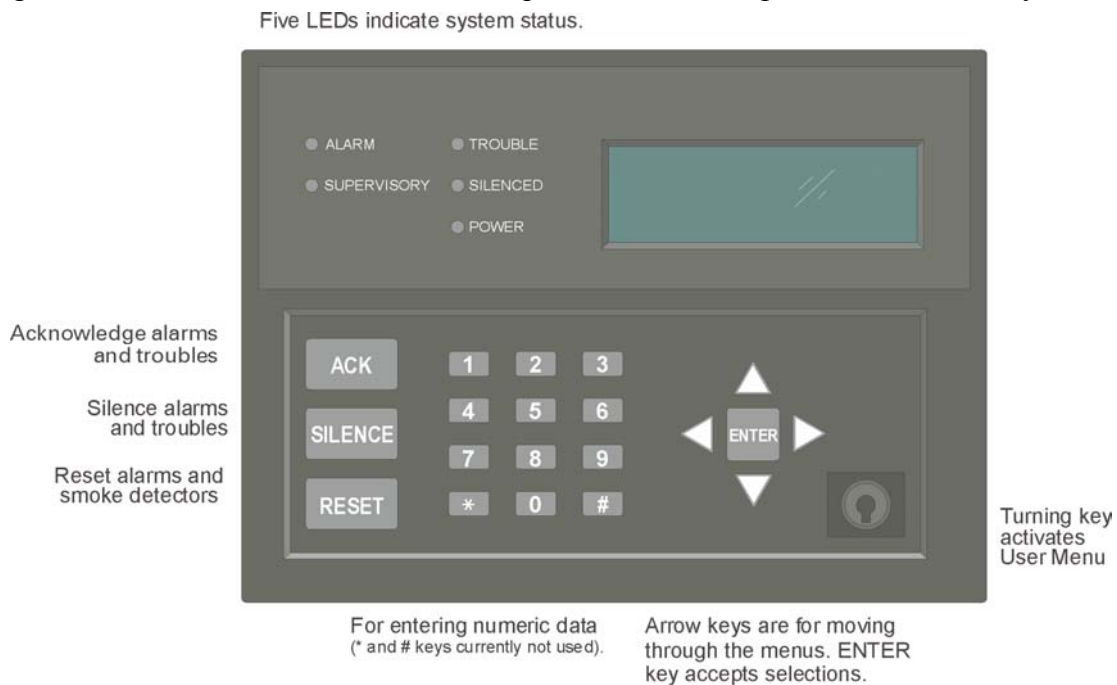 Five LEDs indicate system status.
ALARM
TROUBLE
SUPERVISORY
SILENCED
POWER
Acknowledge alarms
and troubles
ACK
1 2 3
Silence alarms
and troubles
SILENCE
4 5 6
ENTER
7 8 9
Reset alarms and
smoke detectors
RESET
* 0 #
Turning key
activates
User Menu
For entering numeric data
(* and # keys currently not used).
Arrow keys are for moving
through the menus. ENTER
key accepts selections.